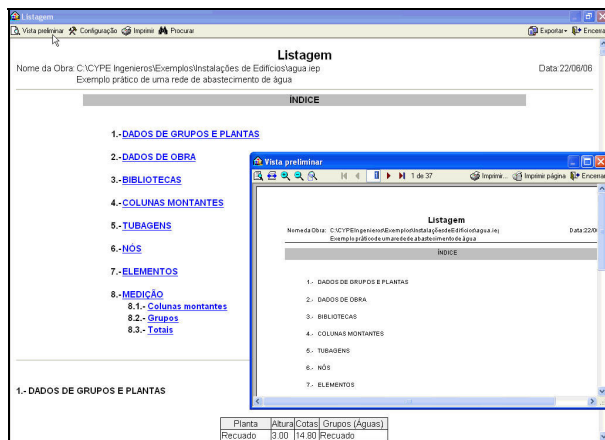 Listagem
Vista preliminar Configuração Imprimir Procurar Exportar Encerrar
Listagem
Nome da Obra: C:\CYPE Ingenieros\Exemplos\Instalações de Edifícios\agua.iep Data:22/06/06
Exemplo prático de uma rede de abastecimento de água
ÍNDICE
1.- DADOS DE GRUPOS E PLANTAS
2.- DADOS DE OBRA
3.- BIBLIOTECAS
4.- COLUNAS MONTANTES
5.- TUBAGENS
6.- NÓS
7.- ELEMENTOS
8.- MEDIÇÃO
8.1.- Colunas montantes
8.2.- Grupos
8.3.- Totais
Vista preliminar
1 1 de 37 Imprimir... Imprimir página Encerrar
Listagem
Nome da Obra: C:\CYPE Ingenieros\Exemplos\Instalações de Edifícios\agua.iep Data:22/0
Exemplo prático de uma rede de abastecimento de água
ÍNDICE
1.- DADOS DE GRUPOS E PLANTAS
2.- DADOS DE OBRA
3.- BIBLIOTECAS
4.- COLUNAS MONTANTES
5.- TUBAGENS
6.- NÓS
7.- ELEMENTOS
1.- DADOS DE GRUPOS E PLANTAS
Planta Altura Cotas Grupos (Águas)
Recuado 3.00 14.80 Recuado